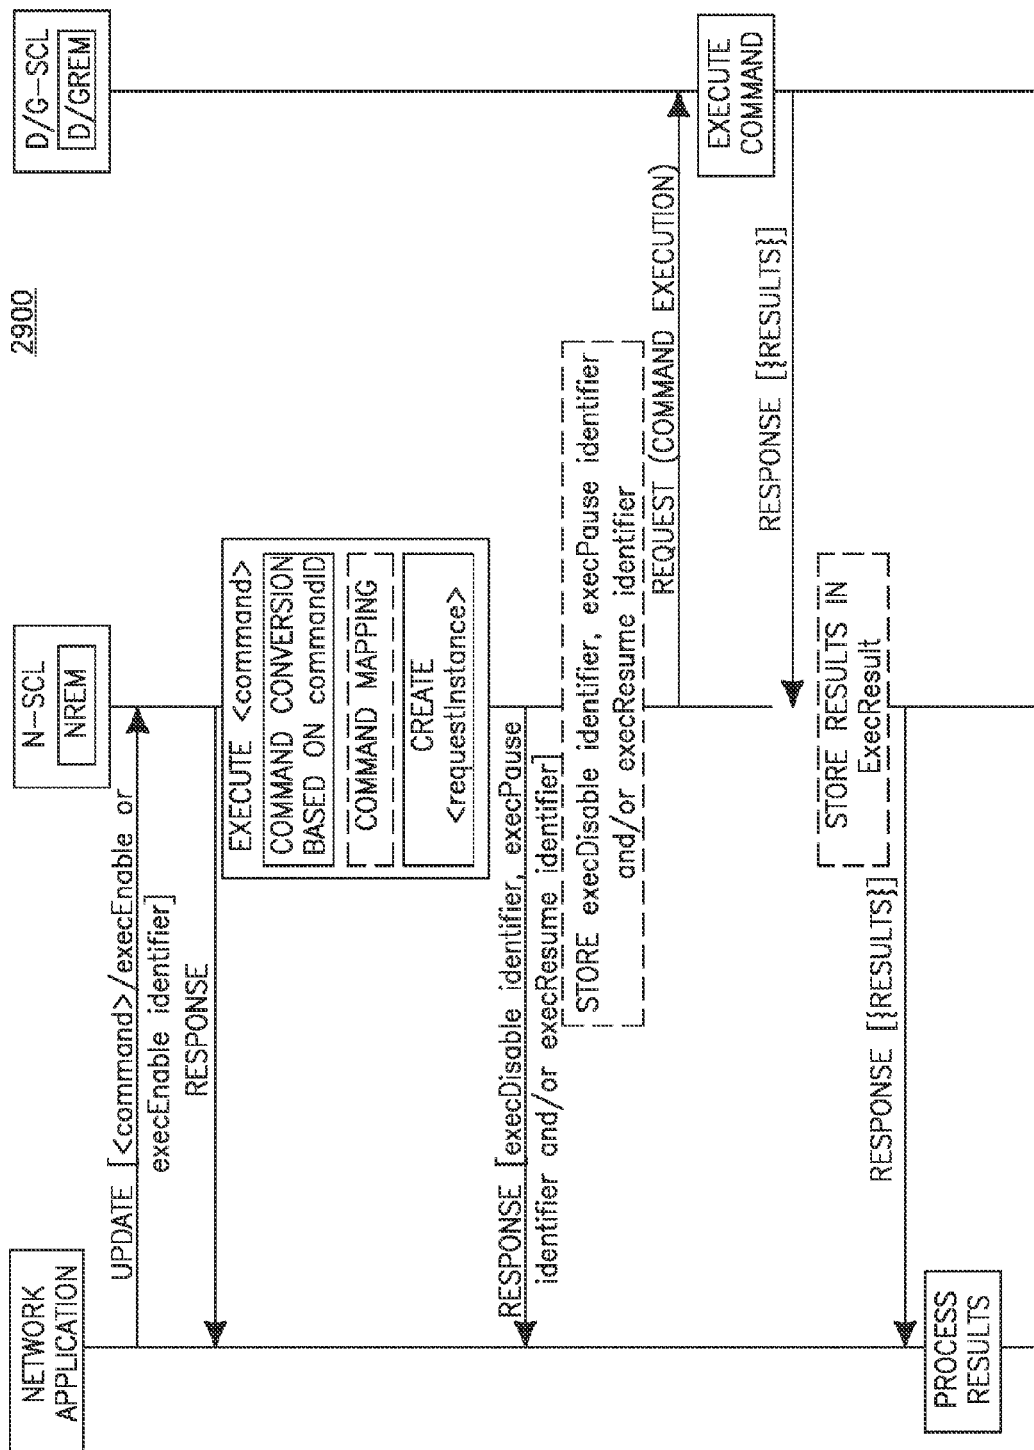 2900
NETWORK
APPLICATION
N-SCL
NREM
D/G-SCL
D/GREM
UPDATE [<command>/execEnable or
execEnable identifier]
RESPONSE
EXECUTE <command>
COMMAND CONVERSION
BASED ON commandID
COMMAND MAPPING
CREATE
<requestInstance>
RESPONSE [execDisable identifier, execPause
identifier and/or execResume identifier]
STORE execDisable identifier, execPause identifier
and/or execResume identifier
REQUEST (COMMAND EXECUTION)
EXECUTE
COMMAND
RESPONSE [{RESULTS}]
STORE RESULTS IN
ExecResult
RESPONSE [{RESULTS}]
PROCESS
RESULTS